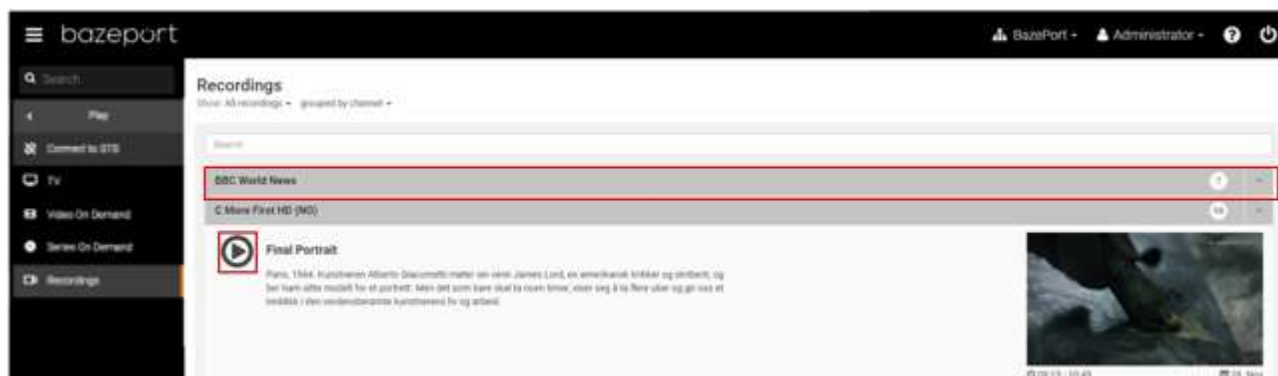 bazeport
BazePort
Administrator
?
Search
Play
Connect to STB
TV
Video On Demand
Series On Demand
Recordings
Recordings
Show: All recordings grouped by channel
Search
BBC World News
C More First HD (NO)
Final Portrait
Paris, 1964. Kunstneren Alberto Giacometti møter sin venn James Lord, en amerikansk kritiker og skribent, og
ber ham sitte modell for et portrett. Men det som bare skal ta noen timer, viser seg å ta flere uker og gir oss et
innblikk i den verdensberømte kunstnerens liv og arbeid.